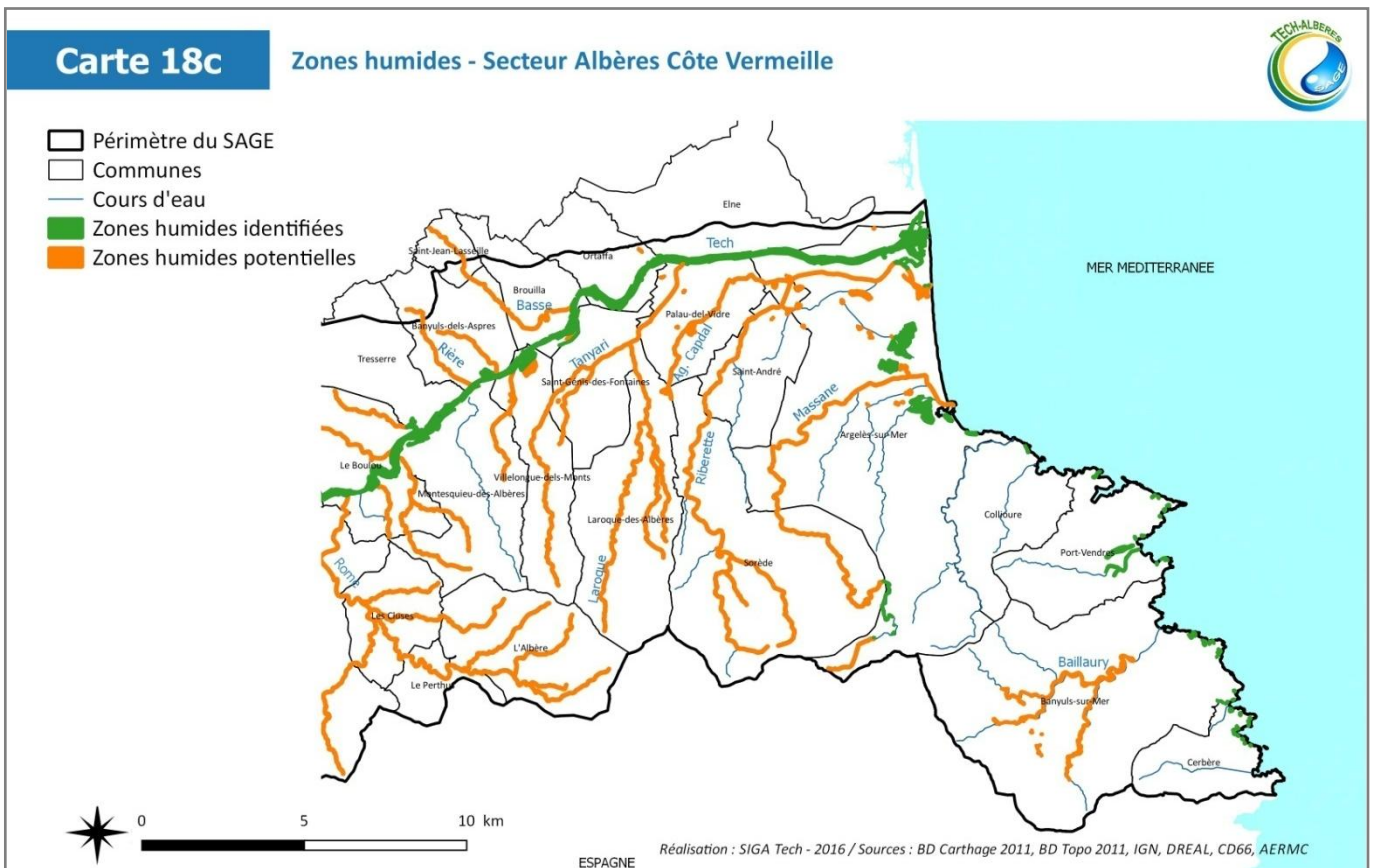 Carte 18c
Zones humides - Secteur Albères Côte Vermeille
TECH-ALBERES
SAGE
Périmètre du SAGE
Communes
Cours d'eau
Zones humides identifiées
Zones humides potentielles
Elne
Tech
Saint-Jean-Lasseille
Ortaffa
MER MEDITERRANEE
Brouilla
Basse
Palau-del-Vidre
Banyuls-dels-Aspres
Tresserre
Rière
Tanyari
Ag. Capdal
Saint-Génis-des-Fontaines
Saint-André
Massane
Argelès-sur-Mer
Le Boulou
Riberette
Villelongue-dels-Monts
Montesquieu-des-Albères
Laroque-des-Albères
Collioure
Port-Vendres
Rome
Laroque
Sorède
Les Cluses
L'Albère
Baillaury
Le Perthus
Banyuls-sur-Mer
Cerbère
0 5 10 km
ESPAGNE
Réalisation : SIGA Tech - 2016 / Sources : BD Carthage 2011, BD Topo 2011, IGN, DREAL, CD66, AERMC